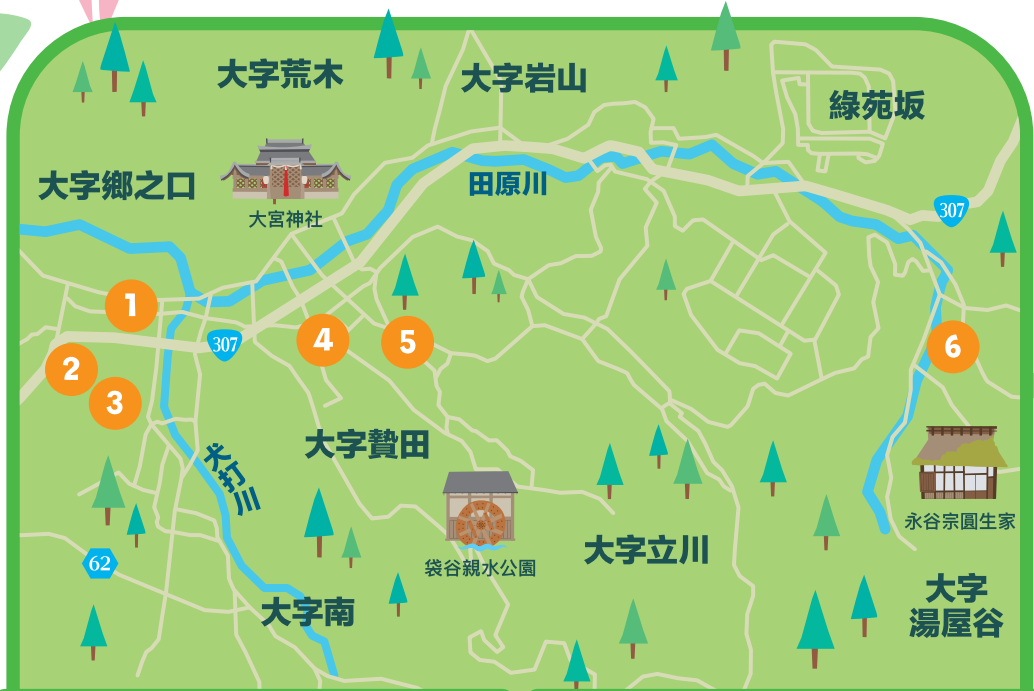 大字荒木
大字岩山
綠苑坂
大字鄉之口
大宮神社
田原川
307
1
307
4
5
6
2
3
大字贄田
犬打川
永谷宗圓生家
62
袋谷親水公園
大字立川
大字南
大字
湯屋谷